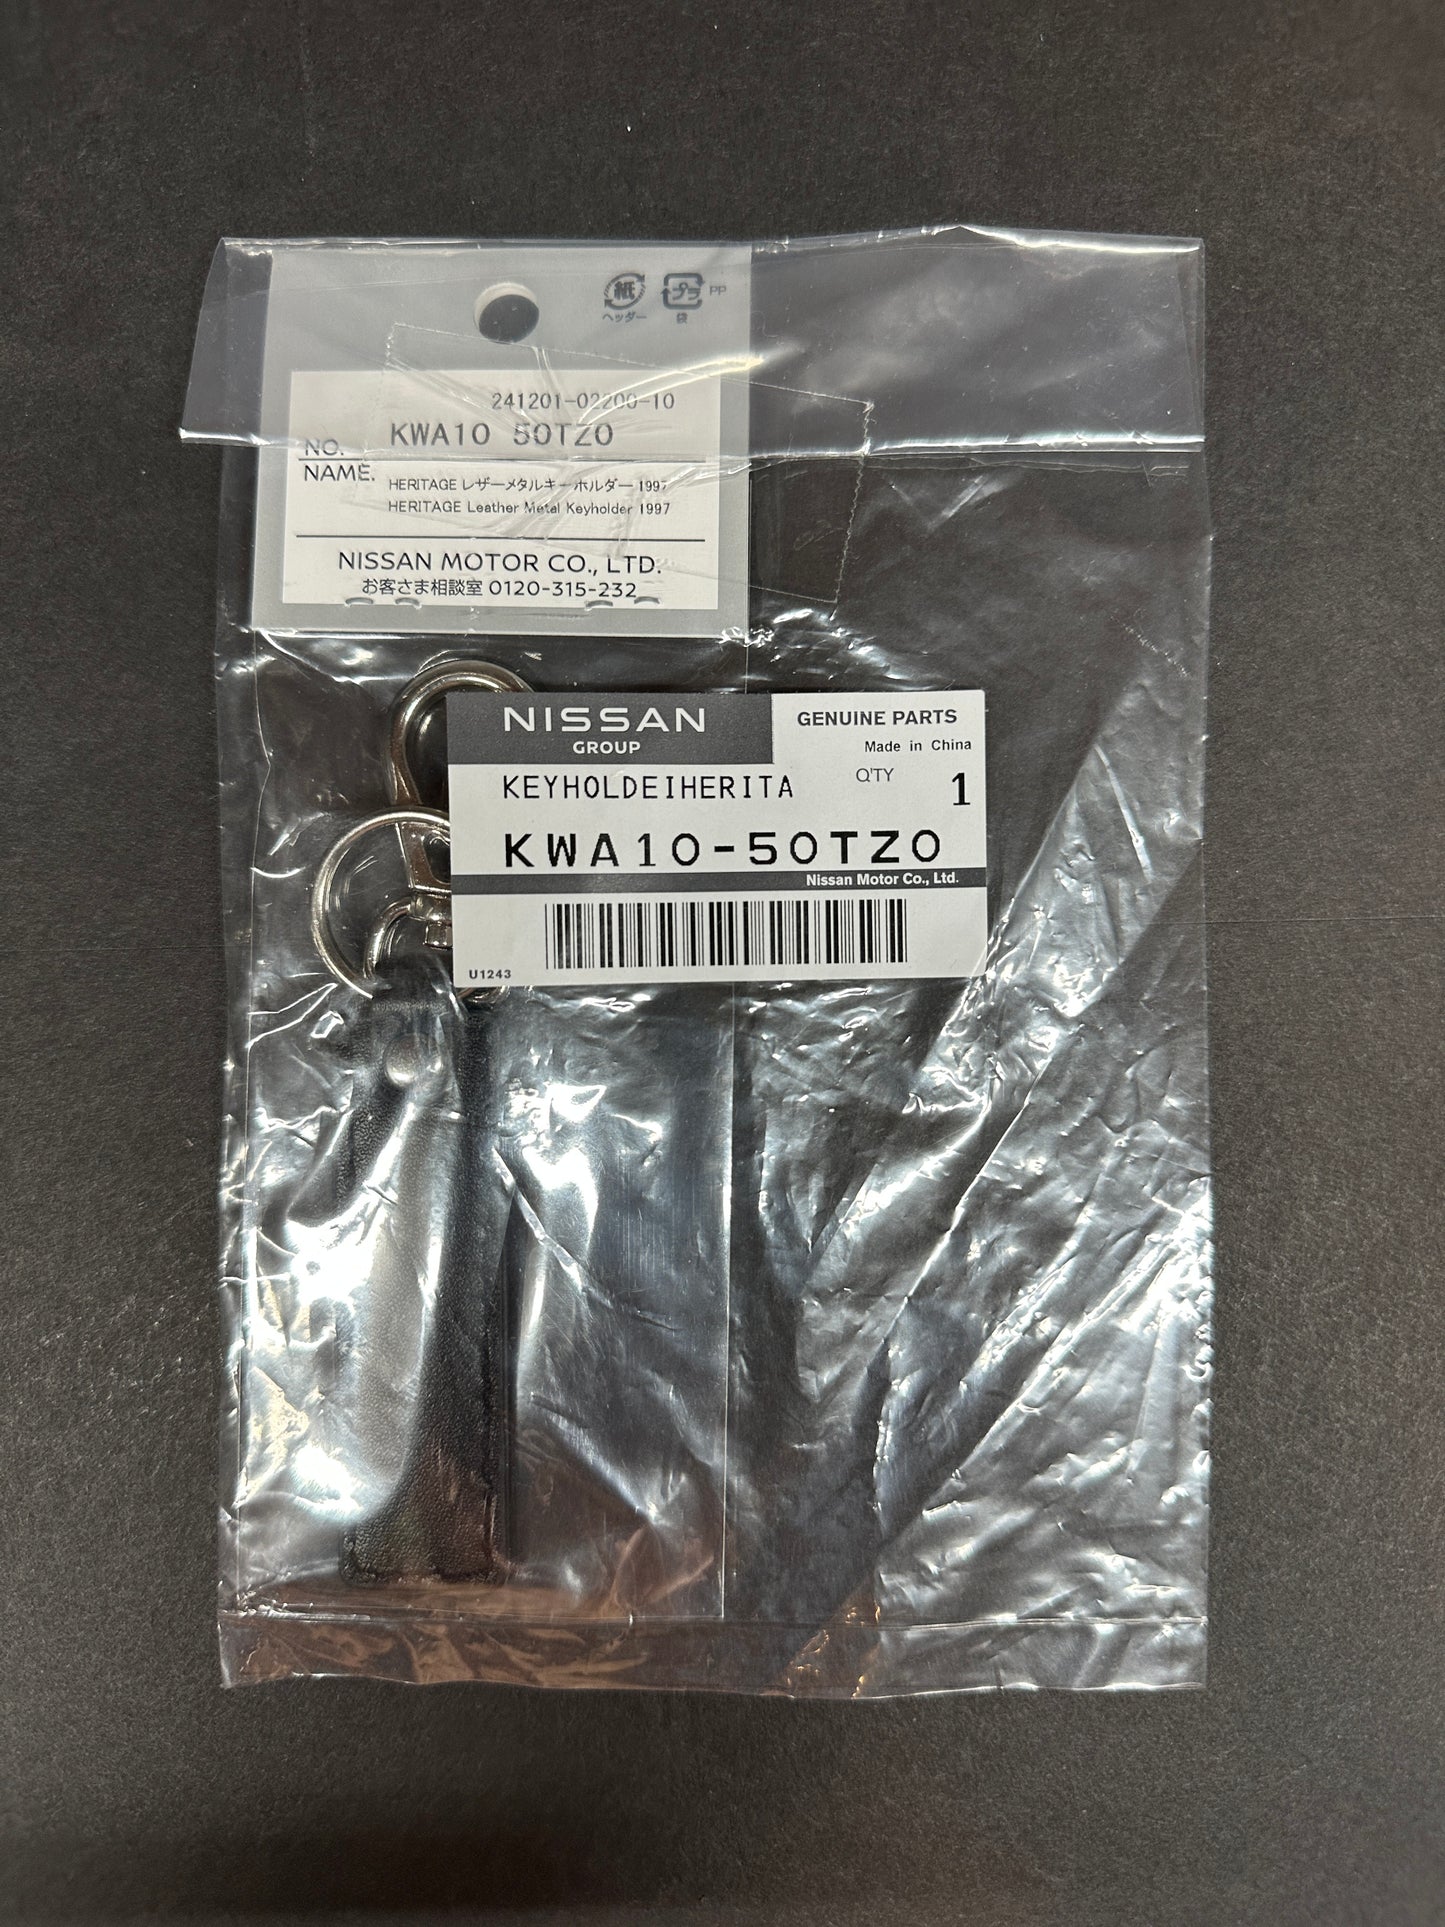 紙
ヘッダー
プラ
PP
袋
241201-02200-10
NO. KWA10 50TZ0
NAME. HERITAGE レザーメタルキーホルダー 1997
HERITAGE Leather Metal Keyholder 1997
NISSAN MOTOR CO., LTD.
お客さま相談室 0120-315-232
NISSAN
GROUP
GENUINE PARTS
Made in China
KEYHOLDEIHERITA
Q'TY 1
KWA10-50TZ0
Nissan Motor Co., Ltd.
U1243